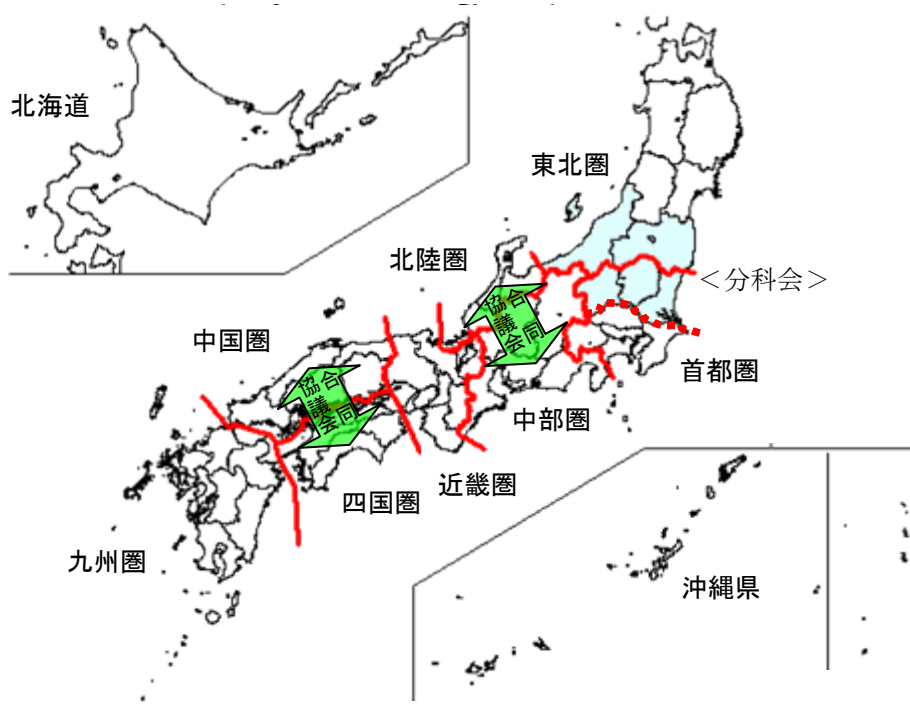 北海道
東北圏
北陸圏
＜分科会＞
合同
協議会
中国圏
首都圏
合同
協議会
中部圏
近畿圏
四国圏
九州圏
沖縄県